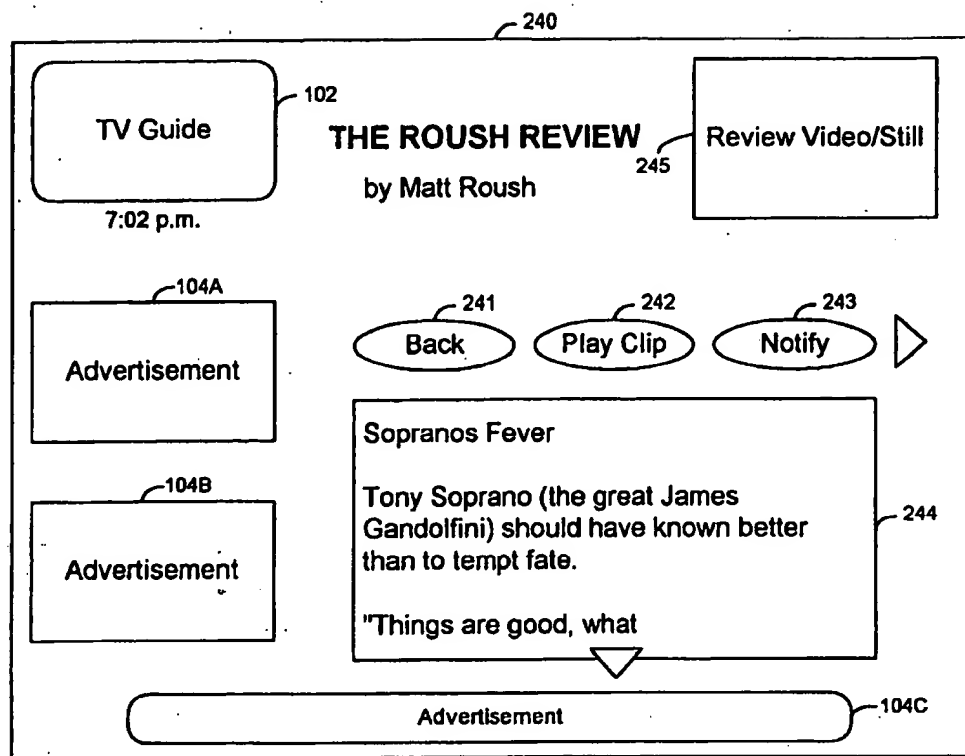 240
TV Guide
102
7:02 p.m.
THE ROUSH REVIEW
by Matt Roush
245
Review Video/Still
104A
Advertisement
104B
Advertisement
241
Back
242
Play Clip
243
Notify
Sopranos Fever
Tony Soprano (the great James
Gandolfini) should have known better
than to tempt fate.
"Things are good, what
244
Advertisement
104C